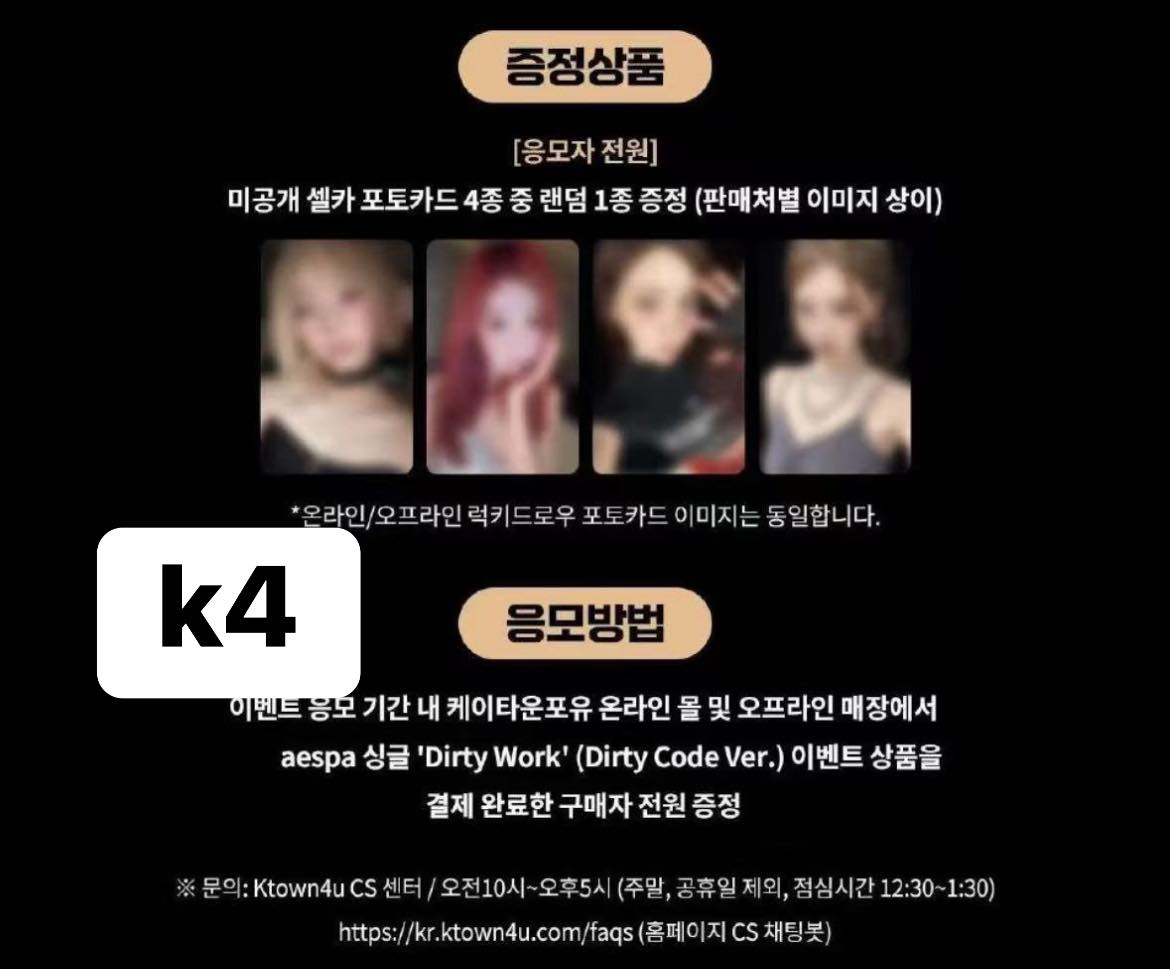 증정상품
[응모자 전원]
미공개 셀카 포토카드 4종 중 랜덤 1종 증정 (판매처별 이미지 상이)
*온라인/오프라인 럭키드로우 포토카드 이미지는 동일합니다.
k4
응모방법
이벤트 응모 기간 내 케이타운포유 온라인 몰 및 오프라인 매장에서
aespa 싱글 'Dirty Work' (Dirty Code Ver.) 이벤트 상품을
결제 완료한 구매자 전원 증정
※ 문의: Ktown4u CS 센터 / 오전10시~오후5시 (주말, 공휴일 제외, 점심시간 12:30~1:30)
https://kr.ktown4u.com/faqs (홈페이지 CS 채팅봇)